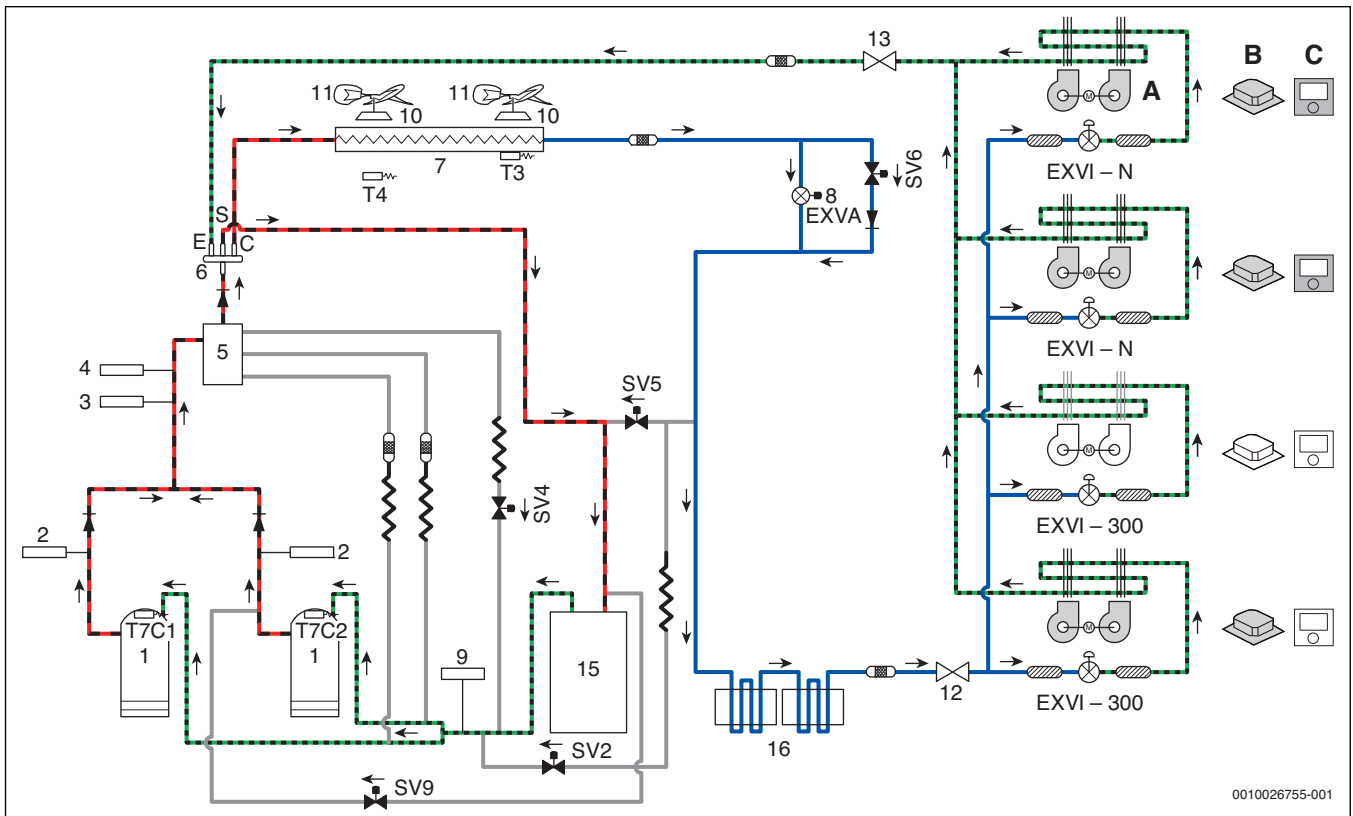 13
B
C
11
10
11
10
A
7
T3
T4
SV6
8
EXVA
EXVI – N
S
E
C
6
5
EXVI – N
4
3
SV5
SV4
EXVI – 300
2
2
T7C1
1
T7C2
1
9
15
12
EXVI – 300
16
SV2
SV9
M
M
M
M
0010026755-001